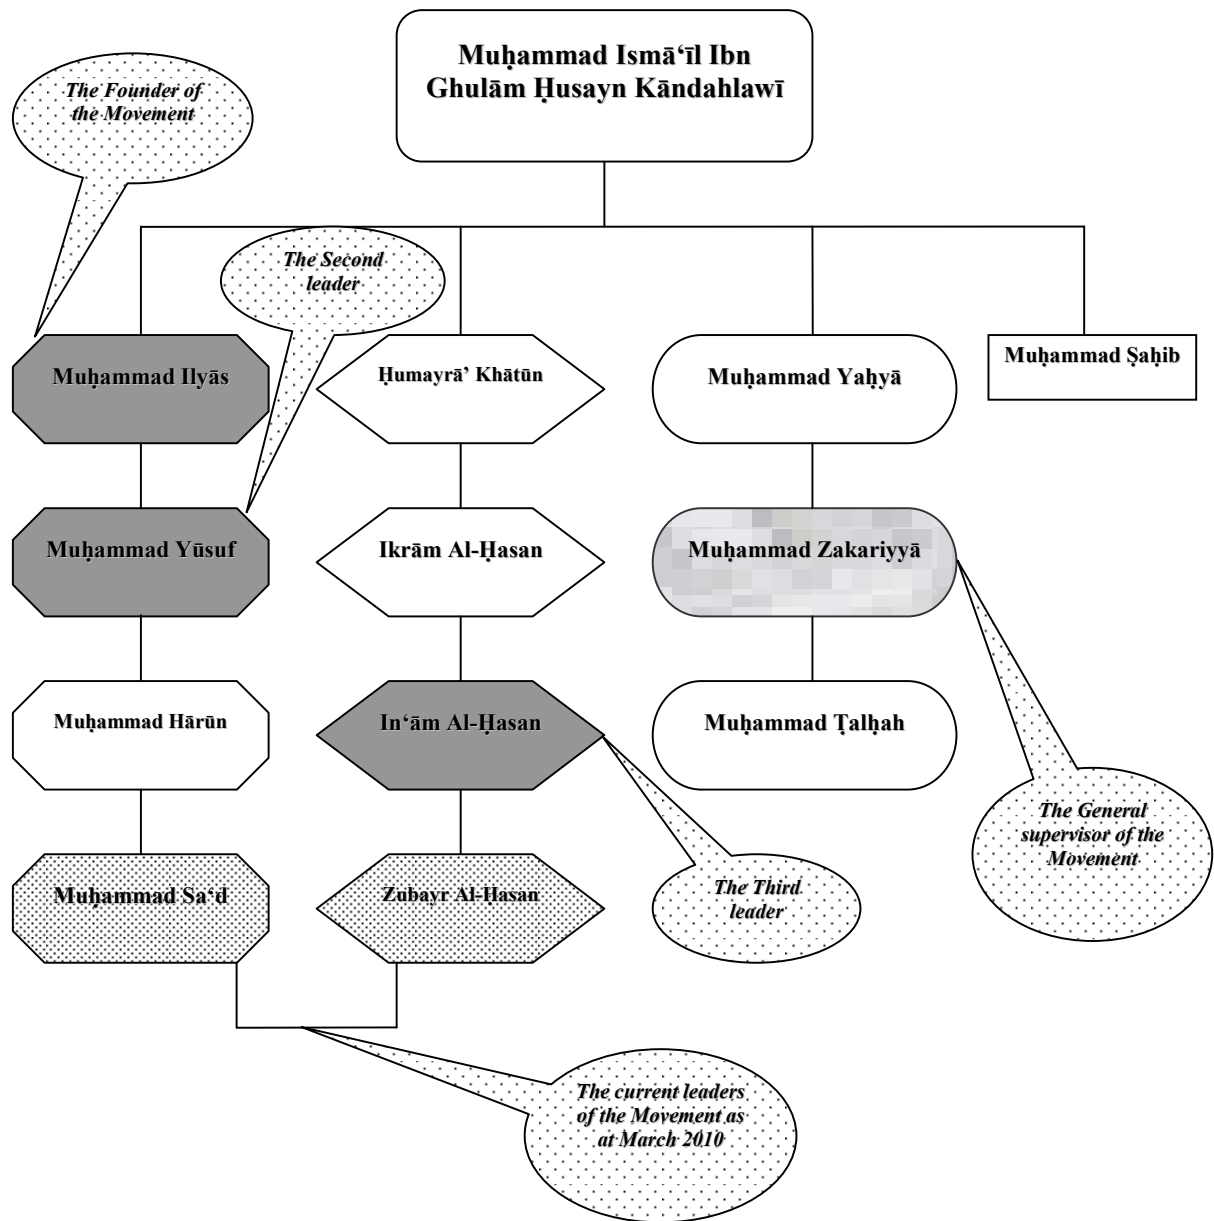 Muḥammad Ismā‘īl Ibn
Ghulām Ḥusayn Kāndahlawī
The Founder of
the Movement
The Second
leader
Muḥammad Ilyās
Ḥumayrā’ Khātūn
Muḥammad Yaḥyā
Muḥammad Ṣaḥib
Muḥammad Yūsuf
Ikrām Al-Ḥasan
Muḥammad Zakariyyā
Muḥammad Hārūn
In‘ām Al-Ḥasan
Muḥammad Ṭalḥah
The General
supervisor of the
Movement
Muḥammad Sa‘d
Zubayr Al-Ḥasan
The Third
leader
The current leaders
of the Movement as
at March 2010